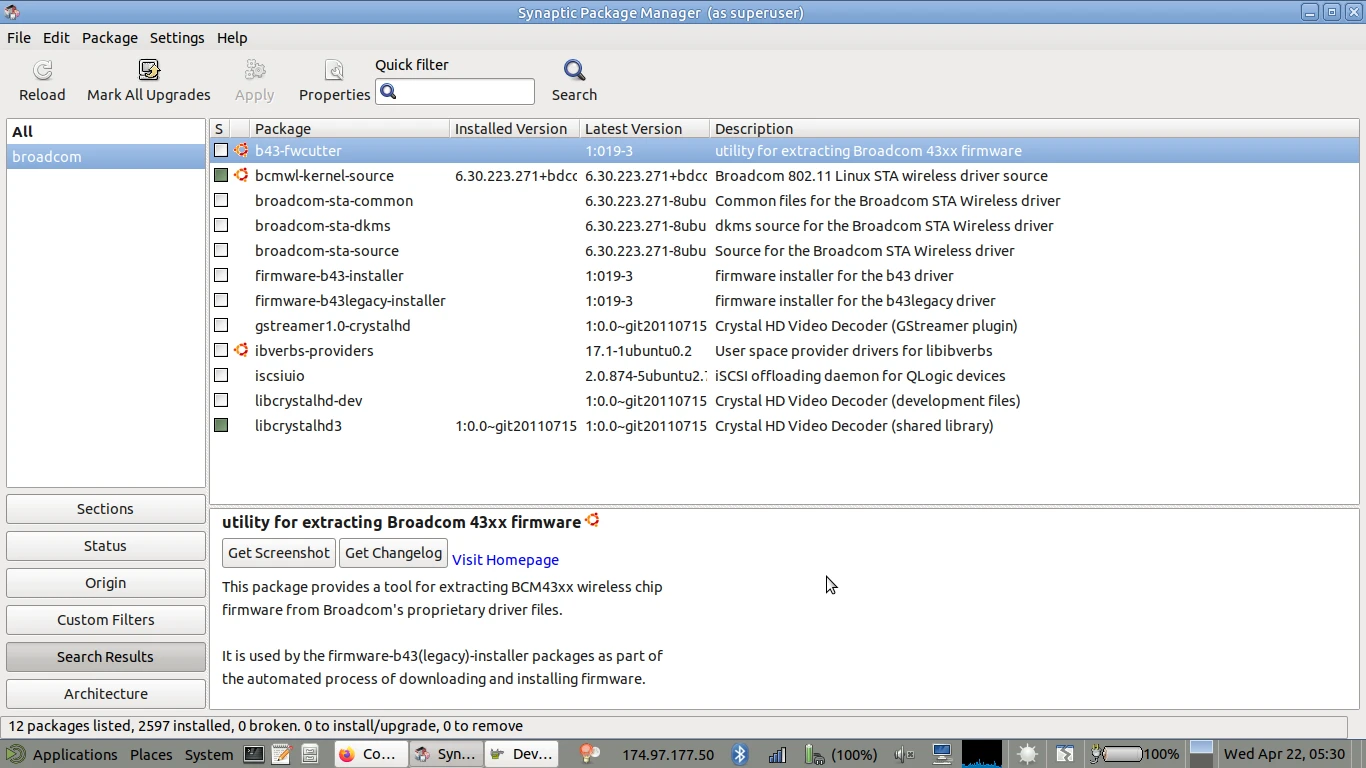 Synaptic Package Manager (as superuser)
File Edit Package Settings Help
Reload Mark All Upgrades Apply Properties Quick filter Search
All
broadcom
S Package Installed Version Latest Version Description
b43-fwcutter 1:019-3 utility for extracting Broadcom 43xx firmware
bcmwl-kernel-source 6.30.223.271+bdcc 6.30.223.271+bdcc Broadcom 802.11 Linux STA wireless driver source
broadcom-sta-common 6.30.223.271-8ubu Common files for the Broadcom STA Wireless driver
broadcom-sta-dkms 6.30.223.271-8ubu dkms source for the Broadcom STA Wireless driver
broadcom-sta-source 6.30.223.271-8ubu Source for the Broadcom STA Wireless driver
firmware-b43-installer 1:019-3 firmware installer for the b43 driver
firmware-b43legacy-installer 1:019-3 firmware installer for the b43legacy driver
gstreamer1.0-crystalhd 1:0.0~git20110715 Crystal HD Video Decoder (GStreamer plugin)
ibverbs-providers 17.1-1ubuntu0.2 User space provider drivers for libibverbs
iscsiuio 2.0.874-5ubuntu2. iSCSI offloading daemon for QLogic devices
libcrystalhd-dev 1:0.0~git20110715 Crystal HD Video Decoder (development files)
libcrystalhd3 1:0.0~git20110715 1:0.0~git20110715 Crystal HD Video Decoder (shared library)
Sections
Status
Origin
Custom Filters
Search Results
Architecture
utility for extracting Broadcom 43xx firmware
Get Screenshot Get Changelog Visit Homepage
This package provides a tool for extracting BCM43xx wireless chip
firmware from Broadcom's proprietary driver files.
It is used by the firmware-b43(legacy)-installer packages as part of
the automated process of downloading and installing firmware.
12 packages listed, 2597 installed, 0 broken. 0 to install/upgrade, 0 to remove
Applications Places System Co... Syn... Dev... 174.97.177.50 (100%) 100% Wed Apr 22, 05:30